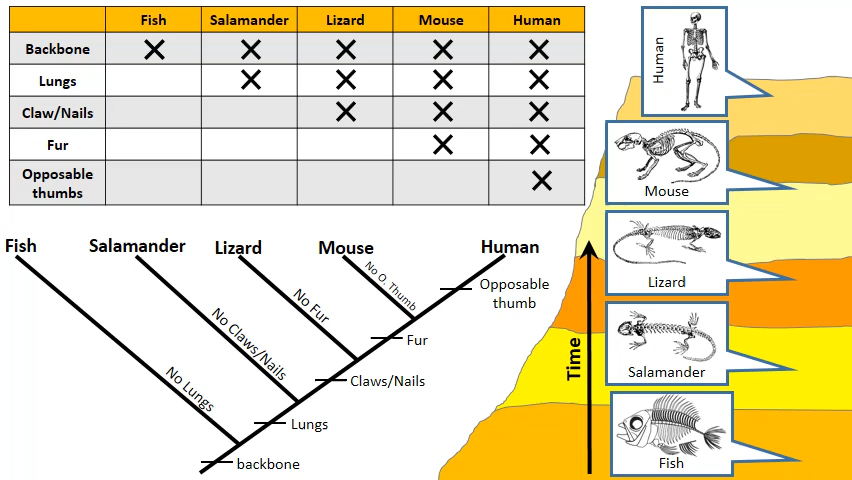 Fish Salamander Lizard Mouse Human
Backbone X X X X X
Lungs X X X X
Claw/Nails X X X
Fur X X
Opposable
thumbs X
Fish Salamander Lizard Mouse Human
No Lungs
No Claws/Nails
No Fur
No O. Thumb
Opposable
thumb
Fur
Claws/Nails
Lungs
backbone
Time
Human
Mouse
Lizard
Salamander
Fish